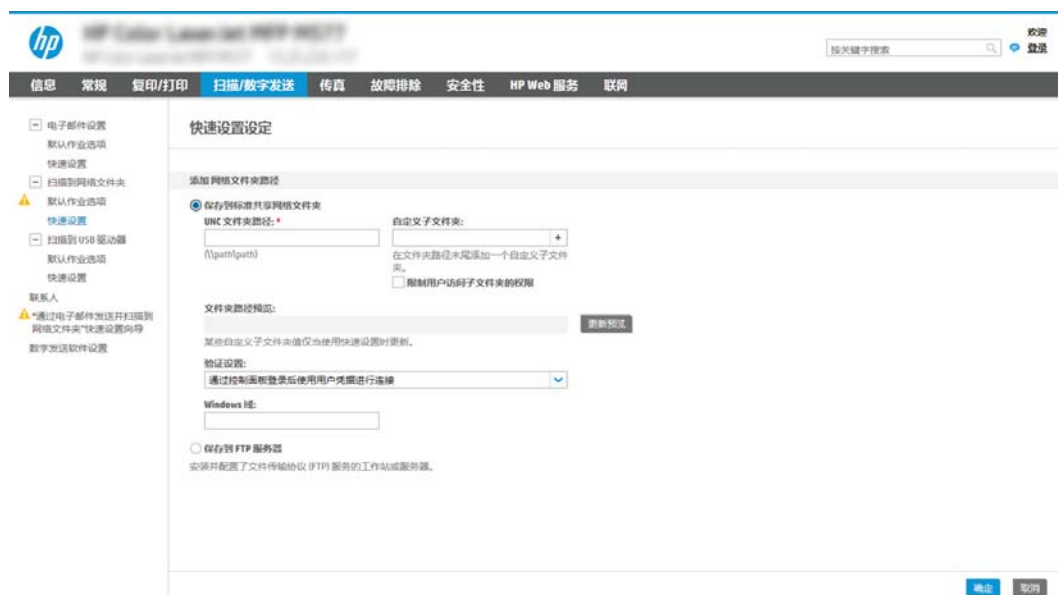 hp
HP Color LaserJet MFP M577
欢迎
按关键字搜索
登录
信息 常规 复印/打印 扫描/数字发送 传真 故障排除 安全性 HP Web 服务 联网
电子邮件设置
默认作业选项
快速设置
扫描到网络文件夹
默认作业选项
快速设置
扫描到 USB 驱动器
默认作业选项
快速设置
联系人
“通过电子邮件发送并扫描到
网络文件夹”快速设置向导
数字发送软件设置
快速设置设定
添加网络文件夹路径
保存到标准共享网络文件夹
UNC 文件夹路径:* 自定义子文件夹:
+
(\\path\path)
在文件夹路径末尾添加一个自定义子文件
夹。
限制用户访问子文件夹的权限
文件夹路径预览:
更新预览
某些自定义子文件夹值仅当使用快速设置时更新。
验证设置:
通过控制面板登录后使用用户凭据进行连接
Windows 域:
保存到 FTP 服务器
安装并配置了文件传输协议 (FTP) 服务的工作站或服务器。
确定 取消